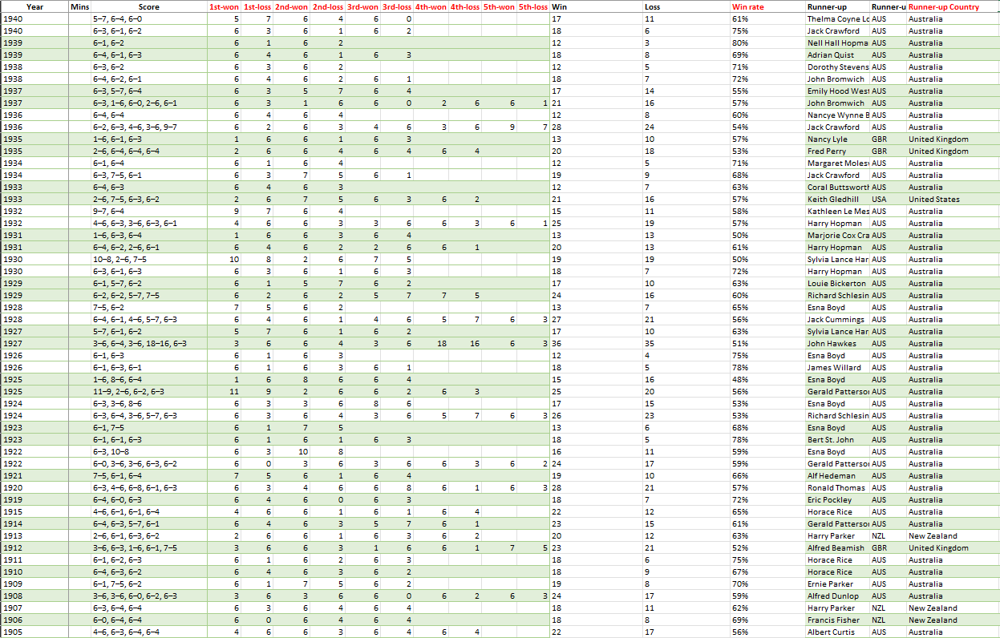 Year Mins Score 1st-won 1st-loss 2nd-won 2nd-loss 3rd-won 3rd-loss 4th-won 4th-loss 5th-won 5th-loss Win Loss Win rate Runner-up Runner-u Runner-up Country
1940 5–7, 6–4, 6–0 5 7 6 4 6 0 17 11 61% Thelma Coyne Lo AUS Australia
1940 6–3, 6–1, 6–2 6 3 6 1 6 2 18 6 75% Jack Crawford AUS Australia
1939 6–1, 6–2 6 1 6 2 12 3 80% Nell Hall Hopma AUS Australia
1939 6–4, 6–1, 6–3 6 4 6 1 6 3 18 8 69% Adrian Quist AUS Australia
1938 6–3, 6–2 6 3 6 2 12 5 71% Dorothy Stevens AUS Australia
1938 6–4, 6–2, 6–1 6 4 6 2 6 1 18 7 72% John Bromwich AUS Australia
1937 6–3, 5–7, 6–4 6 3 5 7 6 4 17 14 55% Emily Hood West AUS Australia
1937 6–3, 1–6, 6–0, 2–6, 6–1 6 3 1 6 6 0 2 6 6 1 21 16 57% John Bromwich AUS Australia
1936 6–4, 6–4 6 4 6 4 12 8 60% Nancye Wynne B AUS Australia
1936 6–2, 6–3, 4–6, 3–6, 9–7 6 2 6 3 4 6 3 6 9 7 28 24 54% Jack Crawford AUS Australia
1935 1–6, 6–1, 6–3 1 6 6 1 6 3 13 10 57% Nancy Lyle GBR United Kingdom
1935 2–6, 6–4, 6–4, 6–4 2 6 6 4 6 4 6 4 20 18 53% Fred Perry GBR United Kingdom
1934 6–1, 6–4 6 1 6 4 12 5 71% Margaret Molesw AUS Australia
1934 6–3, 7–5, 6–1 6 3 7 5 6 1 19 9 68% Jack Crawford AUS Australia
1933 6–4, 6–3 6 4 6 3 12 7 63% Coral Buttsworth AUS Australia
1933 2–6, 7–5, 6–3, 6–2 2 6 7 5 6 3 6 2 21 16 57% Keith Gledhill USA United States
1932 9–7, 6–4 9 7 6 4 15 11 58% Kathleen Le Mes AUS Australia
1932 4–6, 6–3, 3–6, 6–3, 6–1 4 6 6 3 3 6 6 3 6 1 25 19 57% Harry Hopman AUS Australia
1931 1–6, 6–3, 6–4 1 6 6 3 6 4 13 13 50% Marjorie Cox Cra AUS Australia
1931 6–4, 6–2, 2–6, 6–1 6 4 6 2 2 6 6 1 20 13 61% Harry Hopman AUS Australia
1930 10–8, 2–6, 7–5 10 8 2 6 7 5 19 19 50% Sylvia Lance Har AUS Australia
1930 6–3, 6–1, 6–3 6 3 6 1 6 3 18 7 72% Harry Hopman AUS Australia
1929 6–1, 5–7, 6–2 6 1 5 7 6 2 17 10 63% Louie Bickerton AUS Australia
1929 6–2, 6–2, 5–7, 7–5 6 2 6 2 5 7 7 5 24 16 60% Richard Schlesin AUS Australia
1928 7–5, 6–2 7 5 6 2 13 7 65% Esna Boyd AUS Australia
1928 6–4, 6–1, 4–6, 5–7, 6–3 6 4 6 1 4 6 5 7 6 3 27 21 56% Jack Cummings AUS Australia
1927 5–7, 6–1, 6–2 5 7 6 1 6 2 17 10 63% Sylvia Lance Har AUS Australia
1927 3–6, 6–4, 3–6, 18–16, 6–3 3 6 6 4 3 6 18 16 6 3 36 35 51% John Hawkes AUS Australia
1926 6–1, 6–3 6 1 6 3 12 4 75% Esna Boyd AUS Australia
1926 6–1, 6–3, 6–1 6 1 6 3 6 1 18 5 78% James Willard AUS Australia
1925 1–6, 8–6, 6–4 1 6 8 6 6 4 15 16 48% Esna Boyd AUS Australia
1925 11–9, 2–6, 6–2, 6–3 11 9 2 6 6 2 6 3 25 20 56% Gerald Patterso AUS Australia
1924 6–3, 3–6, 8–6 6 3 3 6 8 6 17 15 53% Esna Boyd AUS Australia
1924 6–3, 6–4, 3–6, 5–7, 6–3 6 3 6 4 3 6 5 7 6 3 26 23 53% Richard Schlesin AUS Australia
1923 6–1, 7–5 6 1 7 5 13 6 68% Esna Boyd AUS Australia
1923 6–1, 6–1, 6–3 6 1 6 1 6 3 18 5 78% Bert St. John AUS Australia
1922 6–3, 10–8 6 3 10 8 16 11 59% Esna Boyd AUS Australia
1922 6–0, 3–6, 3–6, 6–3, 6–2 6 0 3 6 3 6 6 3 6 2 24 17 59% Gerald Patterso AUS Australia
1921 7–5, 6–1, 6–4 7 5 6 1 6 4 19 10 66% Alf Hedeman AUS Australia
1920 6–3, 4–6, 6–8, 6–1, 6–3 6 3 4 6 6 8 6 1 6 3 28 21 57% Ronald Thomas AUS Australia
1919 6–4, 6–0, 6–3 6 4 6 0 6 3 18 7 72% Eric Pockley AUS Australia
1915 4–6, 6–1, 6–1, 6–4 4 6 6 1 6 1 6 4 22 12 65% Horace Rice AUS Australia
1914 6–4, 6–3, 5–7, 6–1 6 4 6 3 5 7 6 1 23 15 61% Gerald Patterso AUS Australia
1913 2–6, 6–1, 6–3, 6–2 2 6 6 1 6 3 6 2 20 12 63% Harry Parker NZL New Zealand
1912 3–6, 6–3, 1–6, 6–1, 7–5 3 6 6 3 1 6 6 1 7 5 23 21 52% Alfred Beamish GBR United Kingdom
1911 6–1, 6–2, 6–3 6 1 6 2 6 3 18 6 75% Horace Rice AUS Australia
1910 6–4, 6–3, 6–2 6 4 6 3 6 2 18 9 67% Horace Rice AUS Australia
1909 6–1, 7–5, 6–2 6 1 7 5 6 2 19 8 70% Ernie Parker AUS Australia
1908 3–6, 3–6, 6–0, 6–2, 6–3 3 6 3 6 6 0 6 2 6 3 24 17 59% Alfred Dunlop AUS Australia
1907 6–3, 6–4, 6–4 6 3 6 4 6 4 18 11 62% Harry Parker NZL New Zealand
1906 6–0, 6–4, 6–4 6 0 6 4 6 4 18 8 69% Francis Fisher NZL New Zealand
1905 4–6, 6–3, 6–4, 6–4 4 6 6 3 6 4 6 4 22 17 56% Albert Curtis AUS Australia